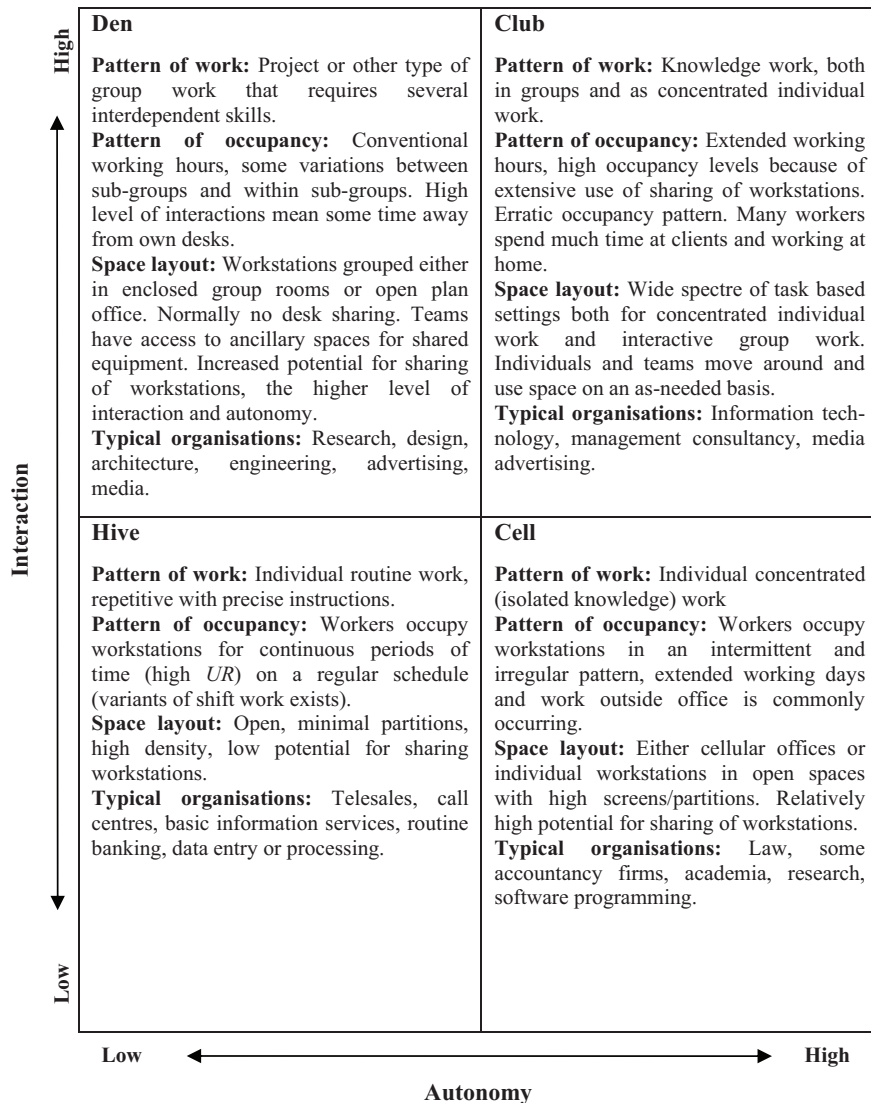 Den
Pattern of work: Project or other type of
group work that requires several
interdependent skills.
Pattern of occupancy: Conventional
working hours, some variations between
sub-groups and within sub-groups. High
level of interactions mean some time away
from own desks.
Space layout: Workstations grouped either
in enclosed group rooms or open plan
office. Normally no desk sharing. Teams
have access to ancillary spaces for shared
equipment. Increased potential for sharing
of workstations, the higher level of
interaction and autonomy.
Typical organisations: Research, design,
architecture, engineering, advertising,
media.
Club
Pattern of work: Knowledge work, both
in groups and as concentrated individual
work.
Pattern of occupancy: Extended working
hours, high occupancy levels because of
extensive use of sharing of workstations.
Erratic occupancy pattern. Many workers
spend much time at clients and working at
home.
Space layout: Wide spectre of task based
settings both for concentrated individual
work and interactive group work.
Individuals and teams move around and
use space on an as-needed basis.
Typical organisations: Information tech-
nology, management consultancy, media
advertising.
Hive
Pattern of work: Individual routine work,
repetitive with precise instructions.
Pattern of occupancy: Workers occupy
workstations for continuous periods of
time (high UR) on a regular schedule
(variants of shift work exists).
Space layout: Open, minimal partitions,
high density, low potential for sharing
workstations.
Typical organisations: Telesales, call
centres, basic information services, routine
banking, data entry or processing.
Cell
Pattern of work: Individual concentrated
(isolated knowledge) work
Pattern of occupancy: Workers occupy
workstations in an intermittent and
irregular pattern, extended working days
and work outside office is commonly
occurring.
Space layout: Either cellular offices or
individual workstations in open spaces
with high screens/partitions. Relatively
high potential for sharing of workstations.
Typical organisations: Law, some
accountancy firms, academia, research,
software programming.
High
Interaction
Low
Low
High
Autonomy